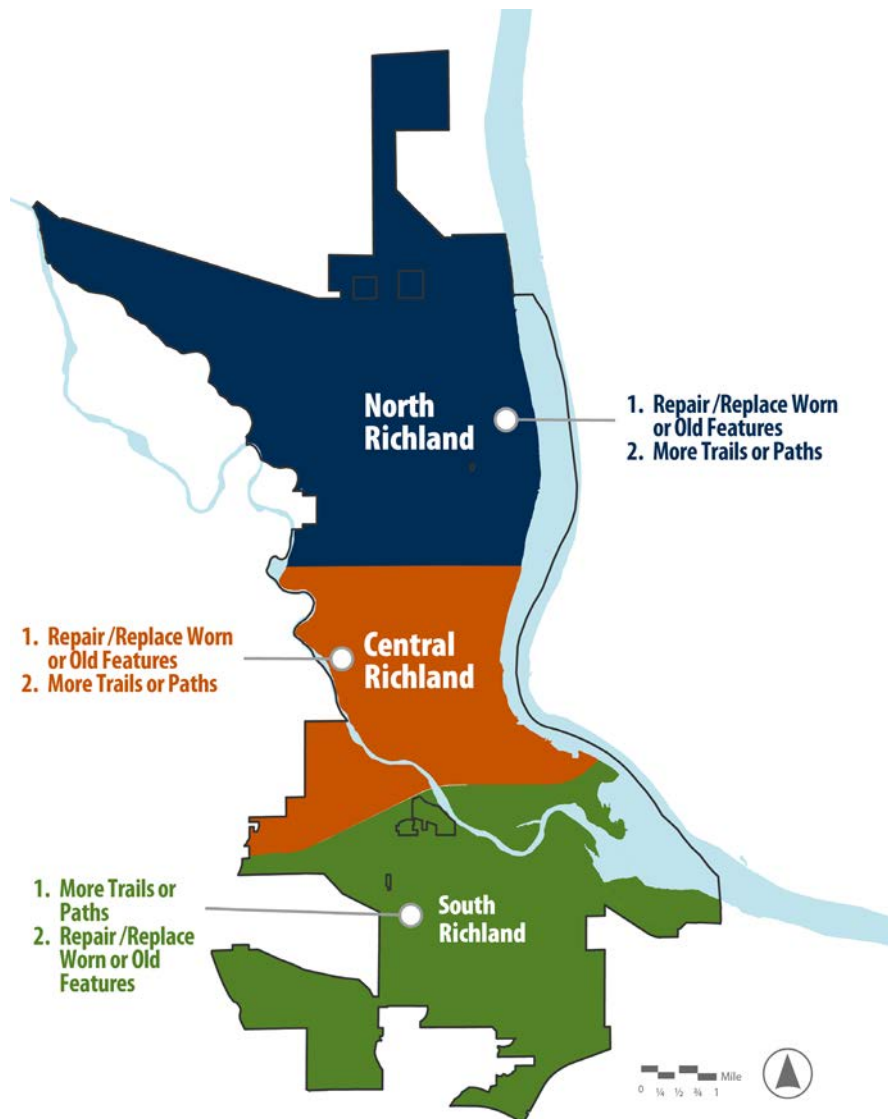 North
Richland
1. Repair/Replace Worn
or Old Features
2. More Trails or Paths
1. Repair/Replace Worn
or Old Features
2. More Trails or Paths
Central
Richland
1. More Trails or
Paths
2. Repair/Replace
Worn or Old
Features
South
Richland
Mile
0 ¼ ½ ¾ 1